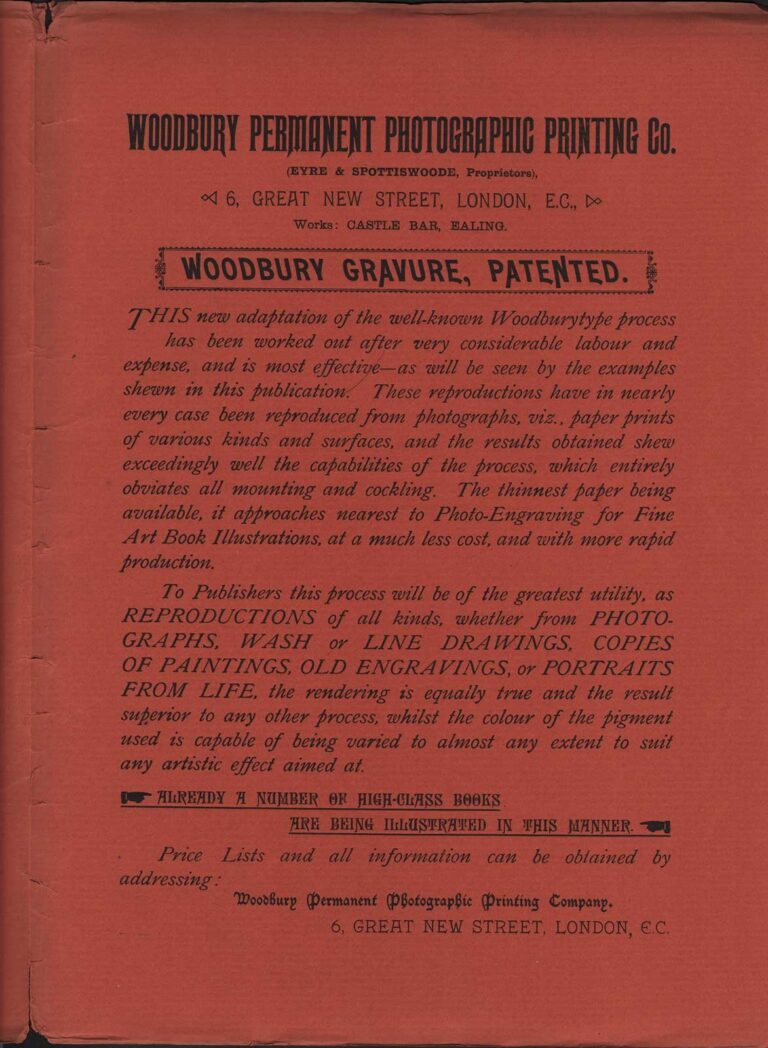 WOODBURY PERMANENT PHOTOGRAPHIC PRINTING Co.
(EYRE & SPOTTISWOODE, Proprietors),
6, GREAT NEW STREET, LONDON, E.C.,
Works: CASTLE BAR, EALING.
WOODBURY GRAVURE, PATENTED.
THIS new adaptation of the well-known Woodburytype process
has been worked out after very considerable labour and
expense, and is most effective—as will be seen by the examples
shewn in this publication. These reproductions have in nearly
every case been reproduced from photographs, viz., paper prints
of various kinds and surfaces, and the results obtained shew
exceedingly well the capabilities of the process, which entirely
obviates all mounting and cockling. The thinnest paper being
available, it approaches nearest to Photo-Engraving for Fine
Art Book Illustrations, at a much less cost, and with more rapid
production.
To Publishers this process will be of the greatest utility, as
REPRODUCTIONS of all kinds, whether from PHOTO-
GRAPHS, WASH or LINE DRAWINGS, COPIES
OF PAINTINGS, OLD ENGRAVINGS, or PORTRAITS
FROM LIFE, the rendering is equally true and the result
superior to any other process, whilst the colour of the pigment
used is capable of being varied to almost any extent to suit
any artistic effect aimed at.
ALREADY A NUMBER OF HIGH-CLASS BOOKS
ARE BEING ILLUSTRATED IN THIS MANNER.
Price Lists and all information can be obtained by
addressing:
Woodbury Permanent Photographic Printing Company.
6, GREAT NEW STREET, LONDON, E.C.